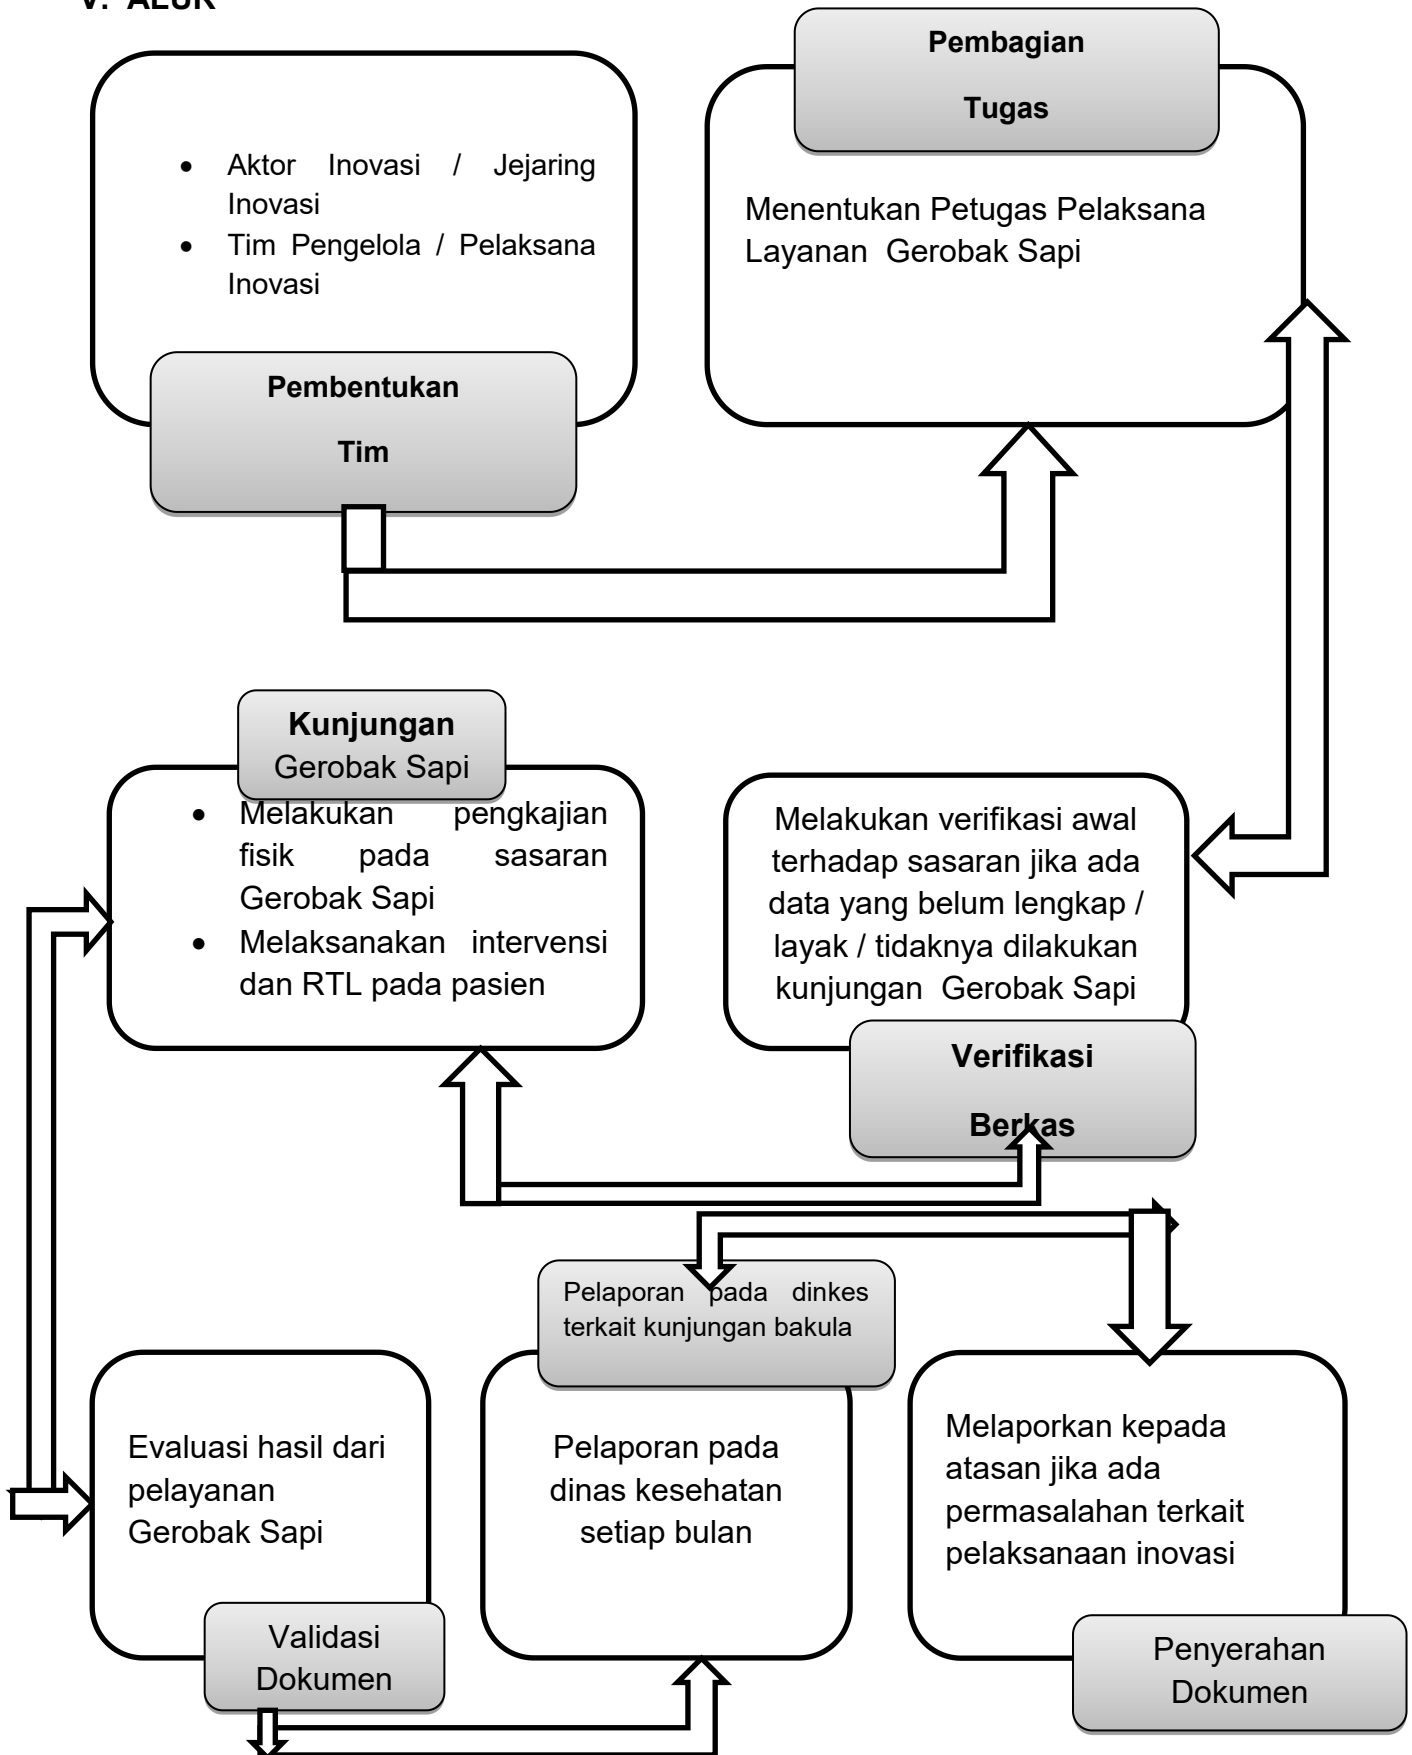 V. ALUR
Pembagian
Tugas
• Aktor Inovasi / Jejaring
Inovasi
• Tim Pengelola / Pelaksana
Inovasi
Menentukan Petugas Pelaksana
Layanan Gerobak Sapi
Pembentukan
Tim
Kunjungan
Gerobak Sapi
• Melakukan pengkajian
fisik pada sasaran
Gerobak Sapi
• Melaksanakan intervensi
dan RTL pada pasien
Melakukan verifikasi awal
terhadap sasaran jika ada
data yang belum lengkap /
layak / tidaknya dilakukan
kunjungan Gerobak Sapi
Verifikasi
Berkas
Pelaporan pada dinkes
terkait kunjungan bakula
Evaluasi hasil dari
pelayanan
Gerobak Sapi
Validasi
Dokumen
Pelaporan pada
dinas kesehatan
setiap bulan
Melaporkan kepada
atasan jika ada
permasalahan terkait
pelaksanaan inovasi
Penyerahan
Dokumen